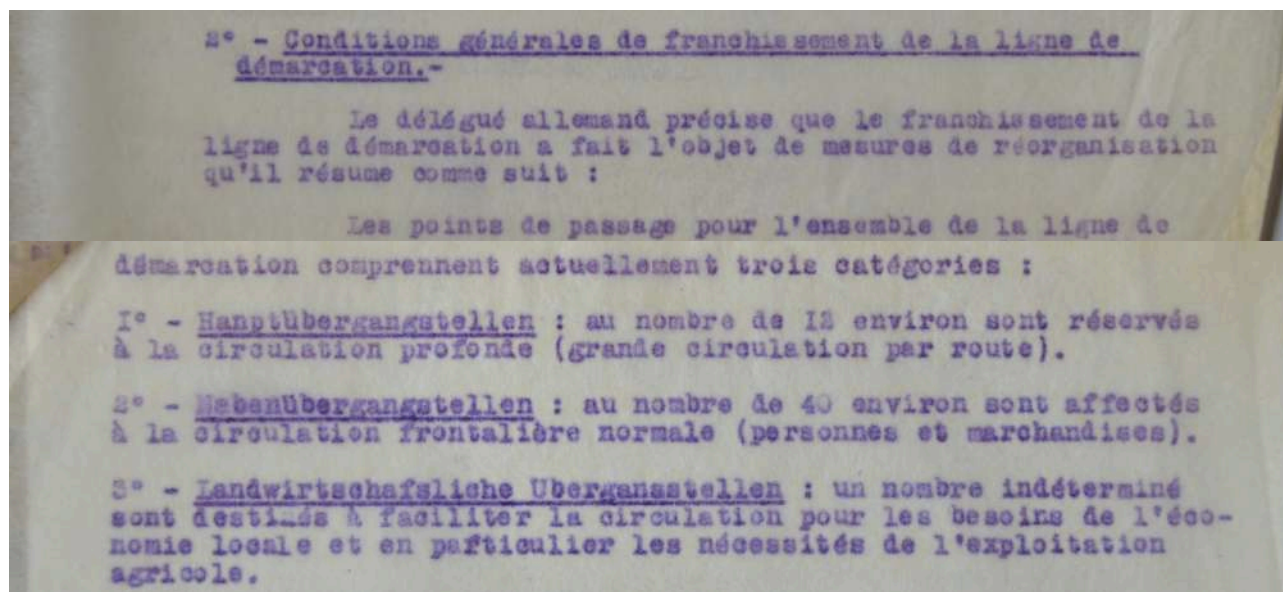 2° - Conditions générales de franchissement de la ligne de
démarcation.-
Le délégué allemand précise que le franchissement de la
ligne de démarcation a fait l'objet de mesures de réorganisation
qu'il résume comme suit :
Les points de passage pour l'ensemble de la ligne de
démarcation comprennent actuellement trois catégories :
I° - Hanptübergangstellen : au nombre de I2 environ sont réservés
à la circulation profonde (grande circulation par route).
2° - Nebenübergangstellen : au nombre de 40 environ sont affectés
à la circulation frontalière normale (personnes et marchandises).
3° - Landwirtschafsliche Ubergansstellen : un nombre indéterminé
sont destinés à faciliter la circulation pour les besoins de l'éco-
nomie locale et en particulier les nécessités de l'exploitation
agricole.